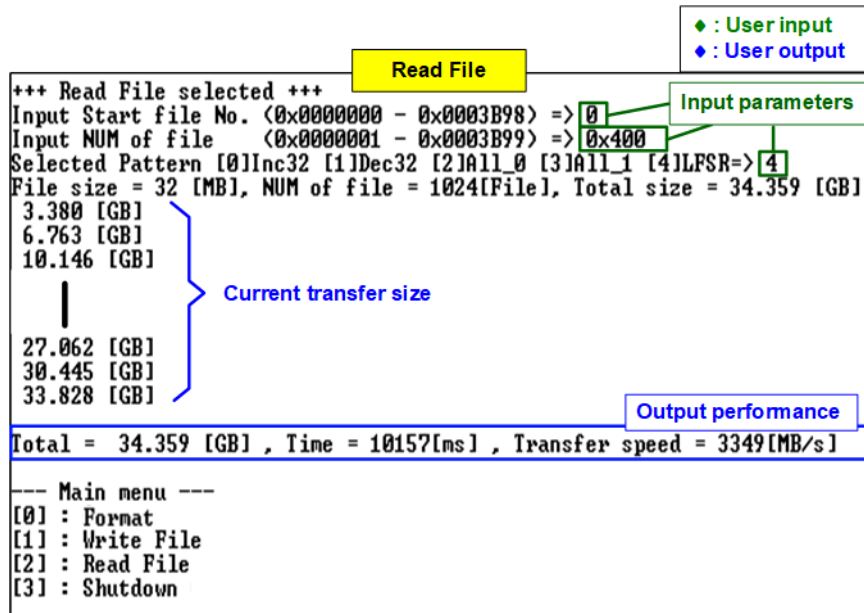 ♦ : User input
♦ : User output
Read File
+++ Read File selected +++
Input Start file No. (0x0000000 - 0x0003B98) => 0
Input parameters
Input NUM of file    (0x0000001 - 0x0003B99) => 0x400
Selected Pattern [0]Inc32 [1]Dec32 [2]All_0 [3]All_1 [4]LFSR=> 4
File size = 32 [MB], NUM of file = 1024[File], Total size = 34.359 [GB]
3.380 [GB]
6.763 [GB]
10.146 [GB]
Current transfer size
27.062 [GB]
30.445 [GB]
33.828 [GB]
Output performance
Total =  34.359 [GB] , Time = 10157[ms] , Transfer speed = 3349[MB/s]
--- Main menu ---
[0] : Format
[1] : Write File
[2] : Read File
[3] : Shutdown